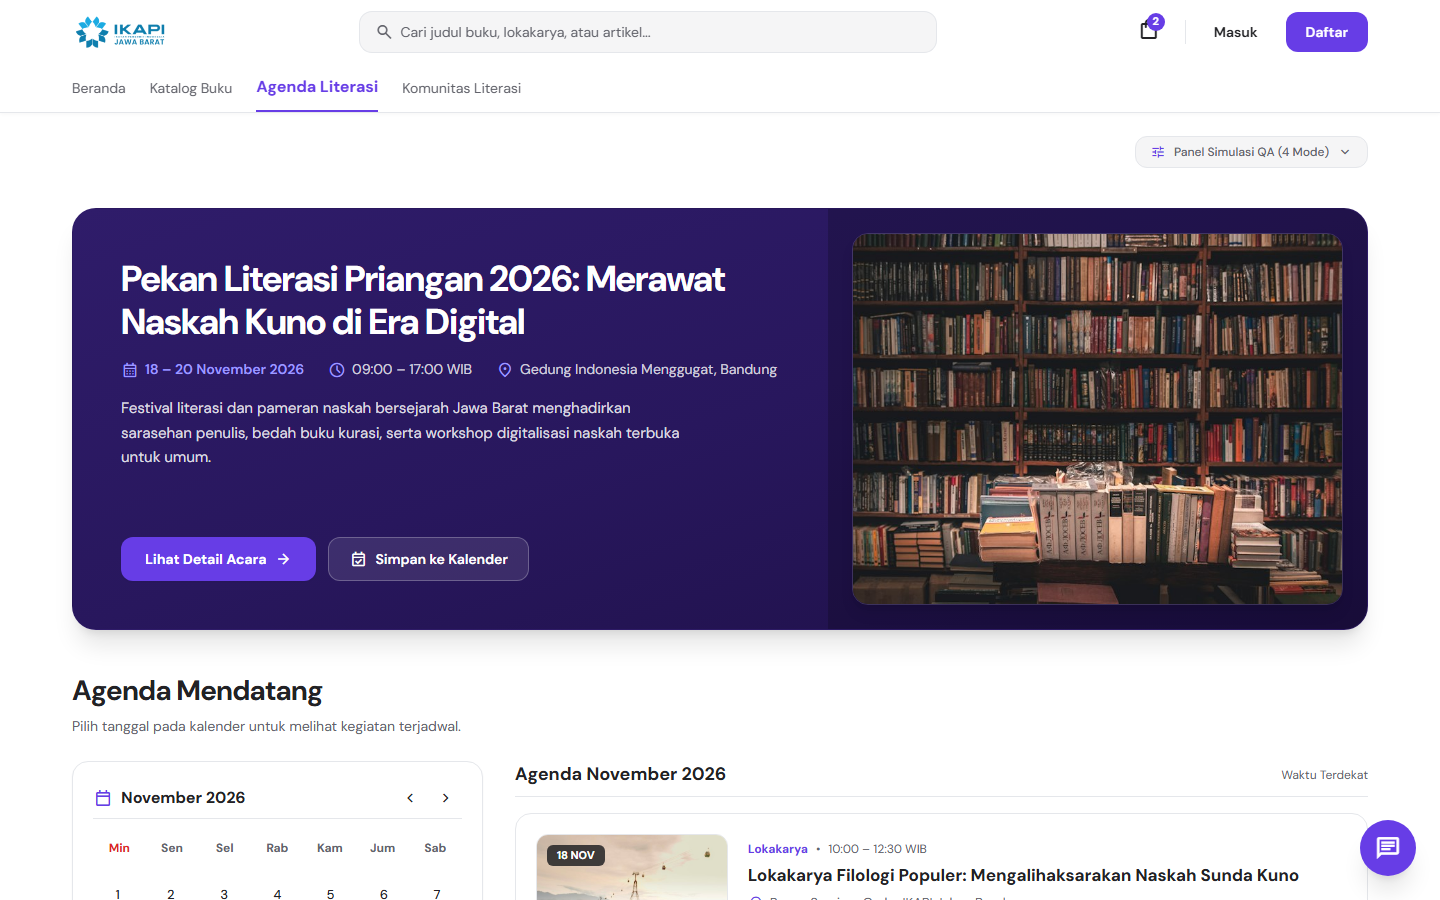 IKAPI
JAWA BARAT
Cari judul buku, lokakarya, atau artikel...
2
Masuk
Daftar
Beranda
Katalog Buku
Agenda Literasi
Komunitas Literasi
Panel Simulasi QA (4 Mode)
Pekan Literasi Priangan 2026: Merawat
Naskah Kuno di Era Digital
18 – 20 November 2026
09:00 – 17:00 WIB
Gedung Indonesia Menggugat, Bandung
Festival literasi dan pameran naskah bersejarah Jawa Barat menghadirkan
sarasehan penulis, bedah buku kurasi, serta workshop digitalisasi naskah terbuka
untuk umum.
Lihat Detail Acara
Simpan ke Kalender
Agenda Mendatang
Pilih tanggal pada kalender untuk melihat kegiatan terjadwal.
November 2026
Min Sen Sel Rab Kam Jum Sab
1 2 3 4 5 6 7
Agenda November 2026
Waktu Terdekat
18 NOV
Lokakarya • 10:00 – 12:30 WIB
Lokakarya Filologi Populer: Mengalihaksarakan Naskah Sunda Kuno